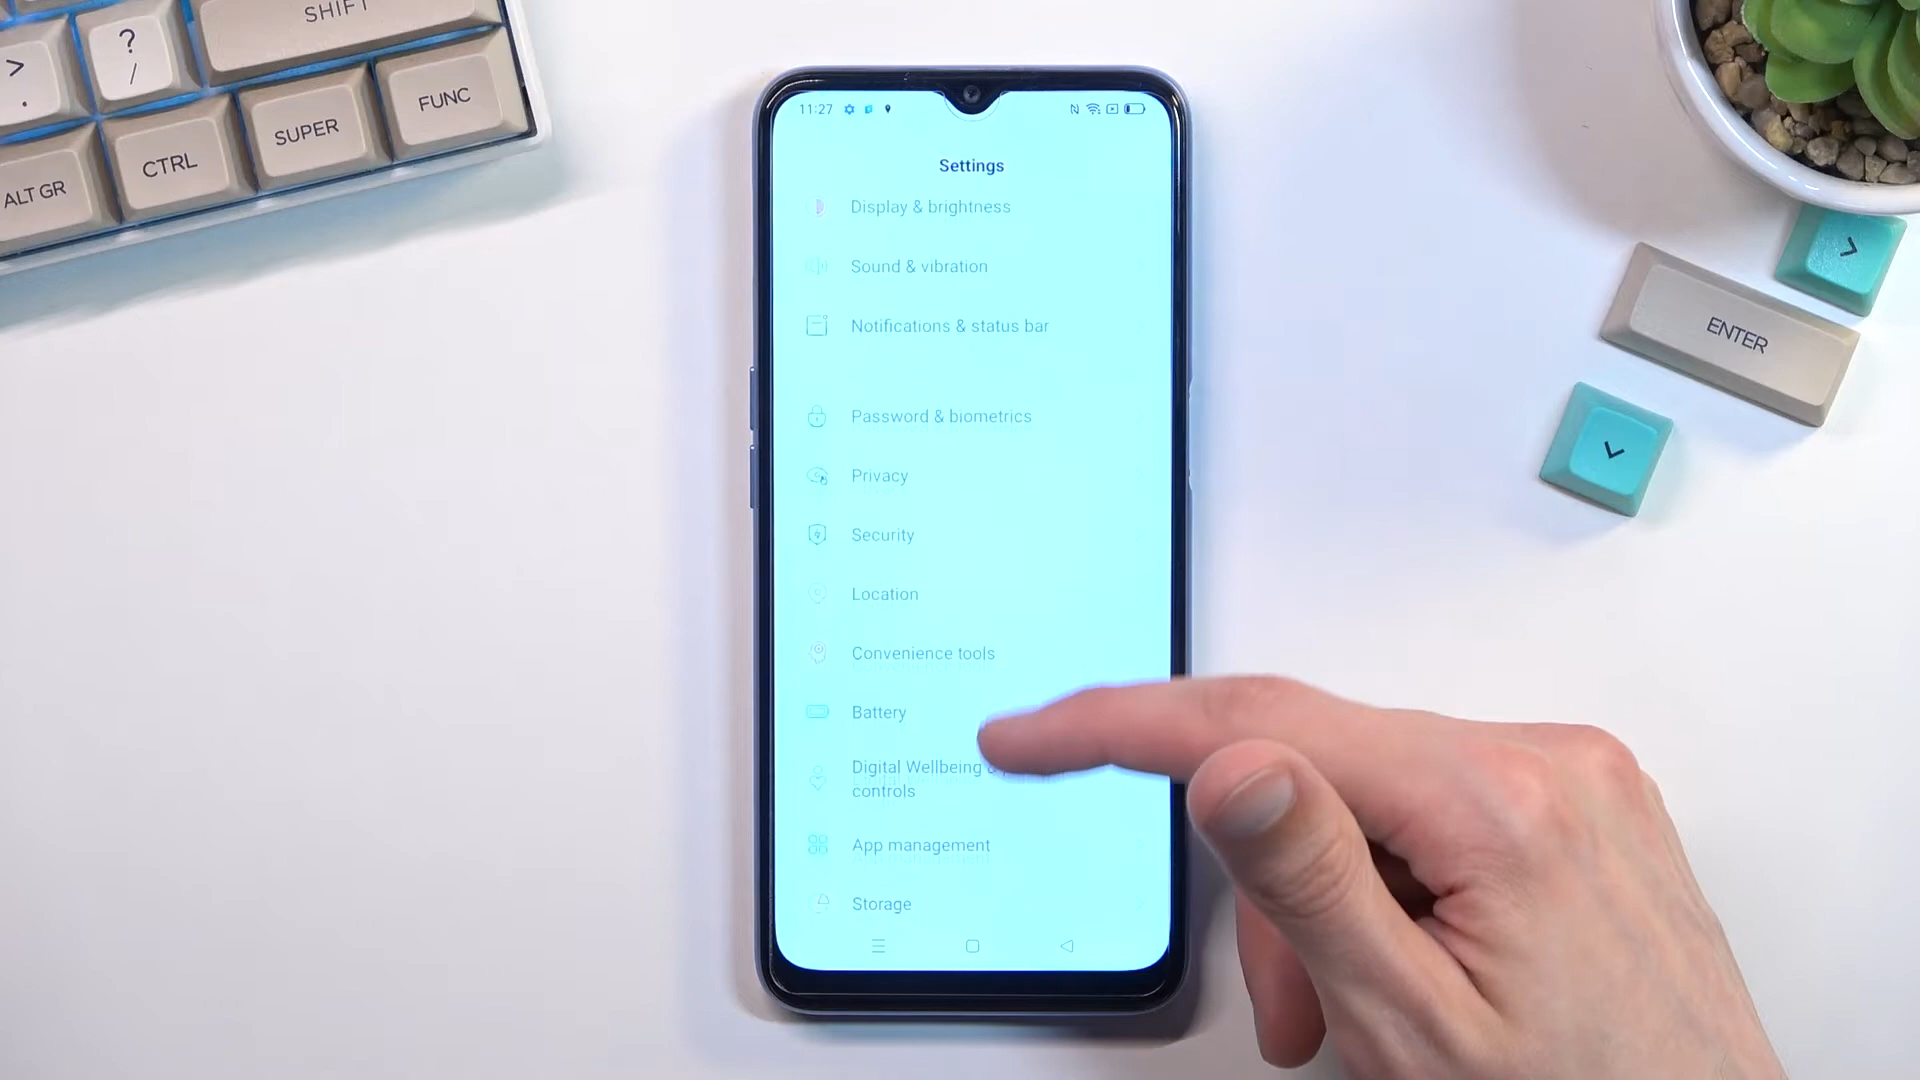 SHIFT
?
/
>
.
FUNC
SUPER
CTRL
ALT GR
11:27
Settings
Display & brightness
Sound & vibration
Notifications & status bar
Password & biometrics
Privacy
Security
Location
Convenience tools
Battery
Digital Wellbeing &
controls
App management
Storage
>
ENTER